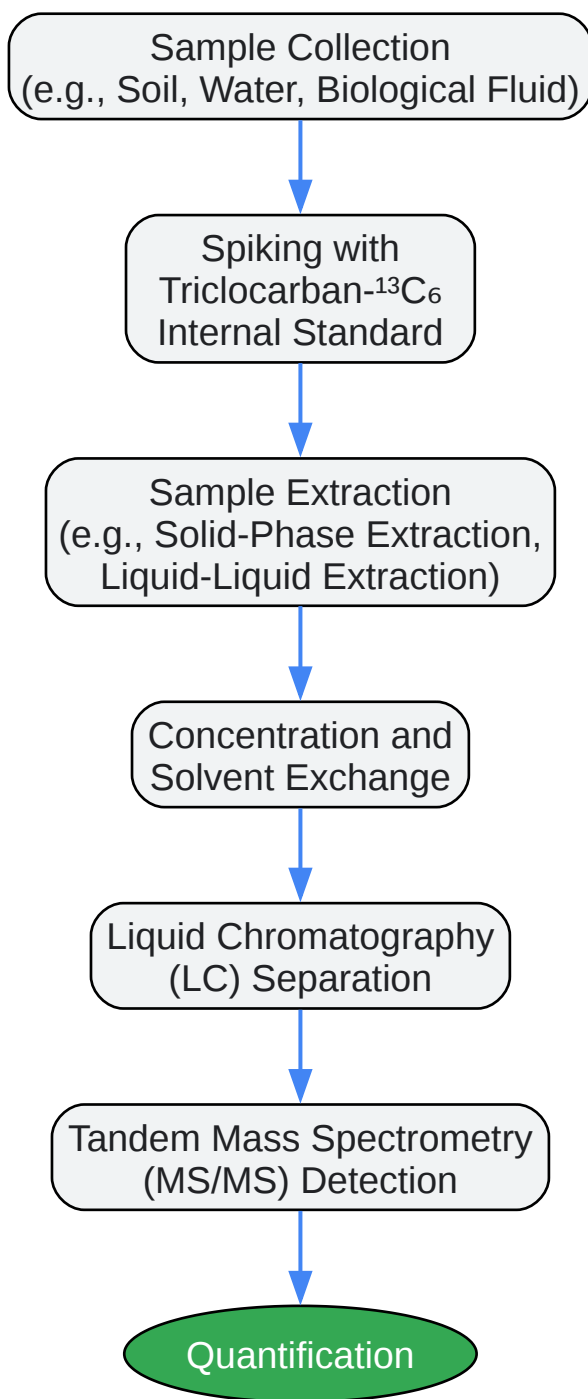 Sample Collection
(e.g., Soil, Water, Biological Fluid)
Spiking with
Triclocarban-¹³C₆
Internal Standard
Sample Extraction
(e.g., Solid-Phase Extraction,
Liquid-Liquid Extraction)
Concentration and
Solvent Exchange
Liquid Chromatography
(LC) Separation
Tandem Mass Spectrometry
(MS/MS) Detection
Quantification